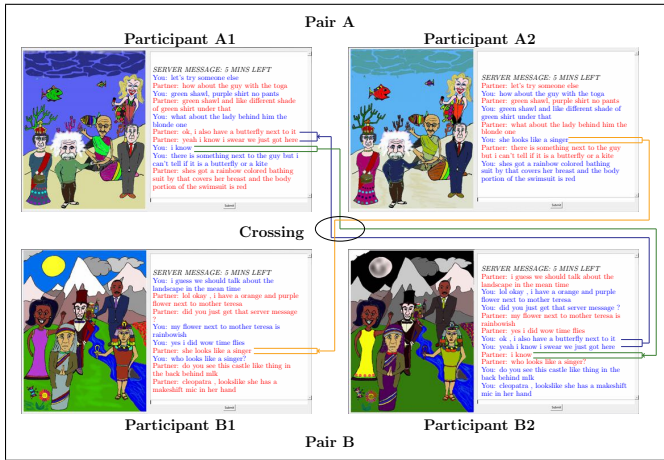 Pair A
Participant A1
SERVER MESSAGE: 5 MINS LEFT
You: let's try someone else
Partner: how about the guy with the toga
You: green shawl, purple shirt no pants
Partner: green shawl and like different shade
of green shirt under that
You: what about the lady behind him the
blonde one
Partner: ok, i also have a butterfly next to it
Partner: yeah i know i swear we just got here
You: i know
You: there is something next to the guy but i
can't tell if it is a butterfly or a kite
Partner: shes got a rainbow colored bathing
suit by that covers her breast and the body
portion of the swimsuit is red
Participant A2
SERVER MESSAGE: 5 MINS LEFT
Partner: let's try someone else
You: how about the guy with the toga
Partner: green shawl, purple shirt no pants
You: green shawl and like different shade of
green shirt under that
Partner: what about the lady behind him the
blonde one
You: she looks like a singer
Partner: there is something next to the guy
but i can't tell if it is a butterfly or a kite
You: shes got a rainbow colored bathing
suit by that covers her breast and the body
portion of the swimsuit is red
Crossing
SERVER MESSAGE: 5 MINS LEFT
You: i guess we should talk about the
landscape in the mean time
Partner: lol okay , i have a orange and purple
flower next to mother teresa
Partner: did you just get that server message
?
You: my flower next to mother teresa is
rainbowish
You: yes i did wow time flies
Partner: she looks like a singer
You: who looks like a singer?
Partner: do you see this castle like thing in
the back behind mlk
Partner: cleopatra , lookslike she has a
makeshift mic in her hand
Participant B1
SERVER MESSAGE: 5 MINS LEFT
Partner: i guess we should talk about the
landscape in the mean time
You: lol okay , i have a orange and purple
flower next to mother teresa
You: did you just get that server message ?
Partner: my flower next to mother teresa is
rainbowish
Partner: yes i did wow time flies
You: ok , i also have a butterfly next to it
You: yeah i know i swear we just got here
Partner: i know
Partner: who looks like a singer?
You: do you see this castle like thing in the
back behind mlk
You: cleopatra , lookslike she has a makeshift
mic in her hand
Participant B2
Pair B